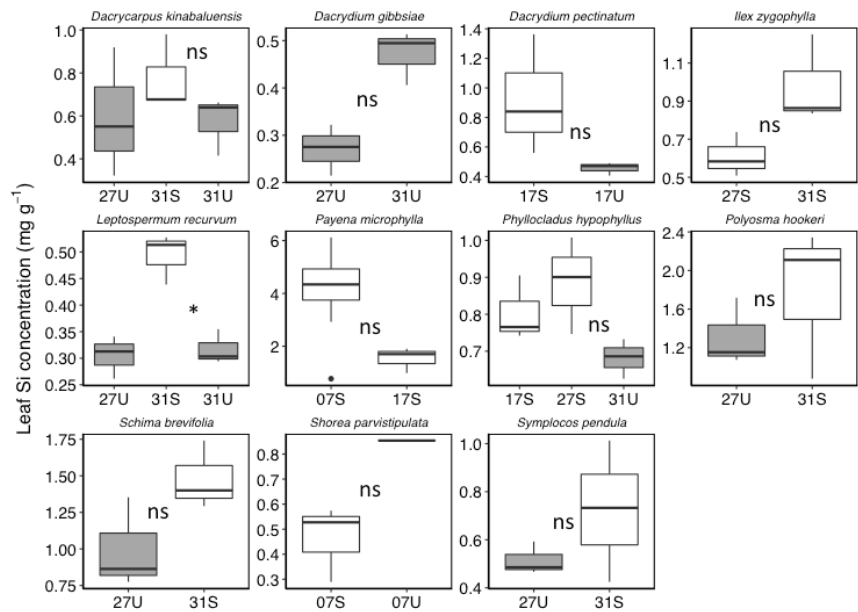 Dacrycarpus kinabaluensis
Dacrydium gibbsiae
Dacrydium pectinatum
Ilex zygophylla
1.0
0.8
0.6
0.4
ns
27U 31S 31U
0.5
0.4
0.3
0.2
ns
27U 31U
1.4
1.2
1.0
0.8
0.6
0.4
ns
17S 17U
1.1
0.9
0.7
0.5
ns
27S 31S
Leaf Si concentration (mg g⁻¹)
Leptospermum recurvum
Payena microphylla
Phyllocladus hypophyllus
Polyosma hookeri
0.50
0.45
0.40
0.35
0.30
0.25
*
27U 31S 31U
6
4
2
ns
07S 17S
1.0
0.9
0.8
0.7
ns
17S 27S 31U
2.4
2.0
1.6
1.2
ns
27U 31S
Schima brevifolia
Shorea parvistipulata
Symplocos pendula
1.75
1.50
1.25
1.00
0.75
ns
27U 31S
0.8
0.7
0.6
0.5
0.4
0.3
ns
07S 07U
1.0
0.8
0.6
0.4
ns
27U 31S